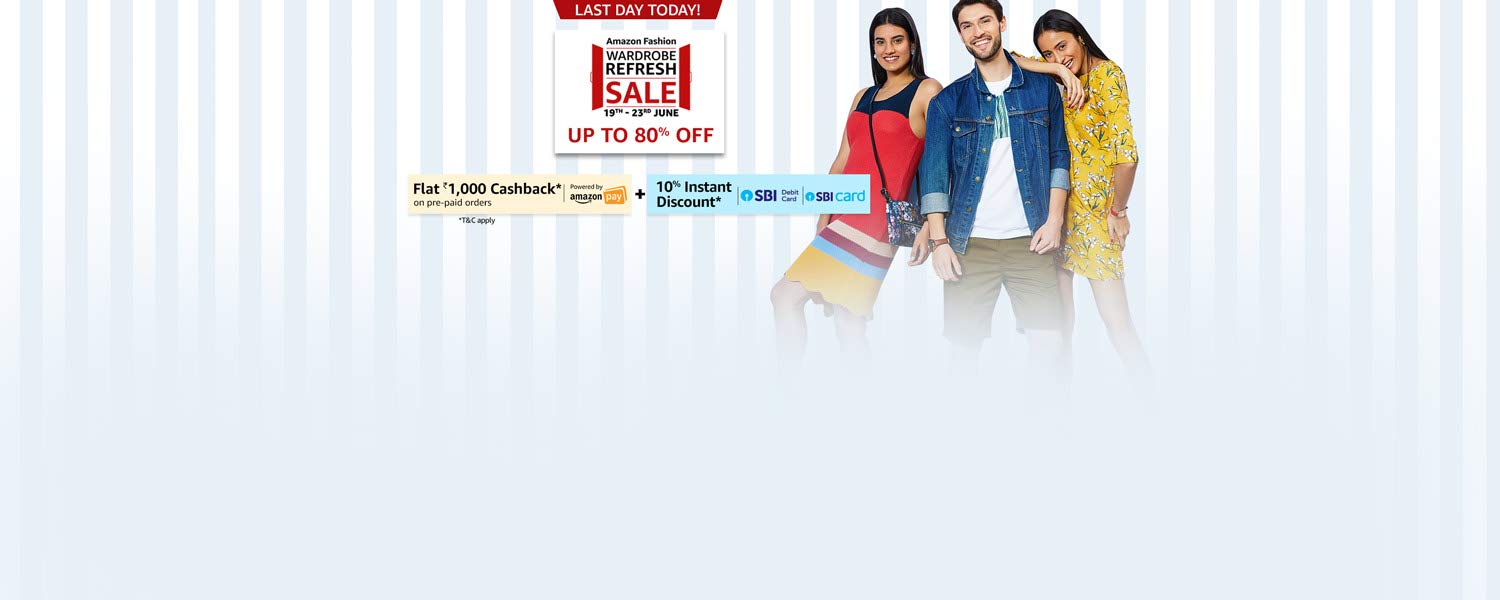 LAST DAY TODAY!
Amazon Fashion
WARDROBE
REFRESH
SALE
19TH - 23RD JUNE
UP TO 80% OFF
Flat ₹1,000 Cashback*
on pre-paid orders
Powered by
amazon pay
+
10% Instant
Discount*
SBI Debit
Card
SBI card
*T&C apply